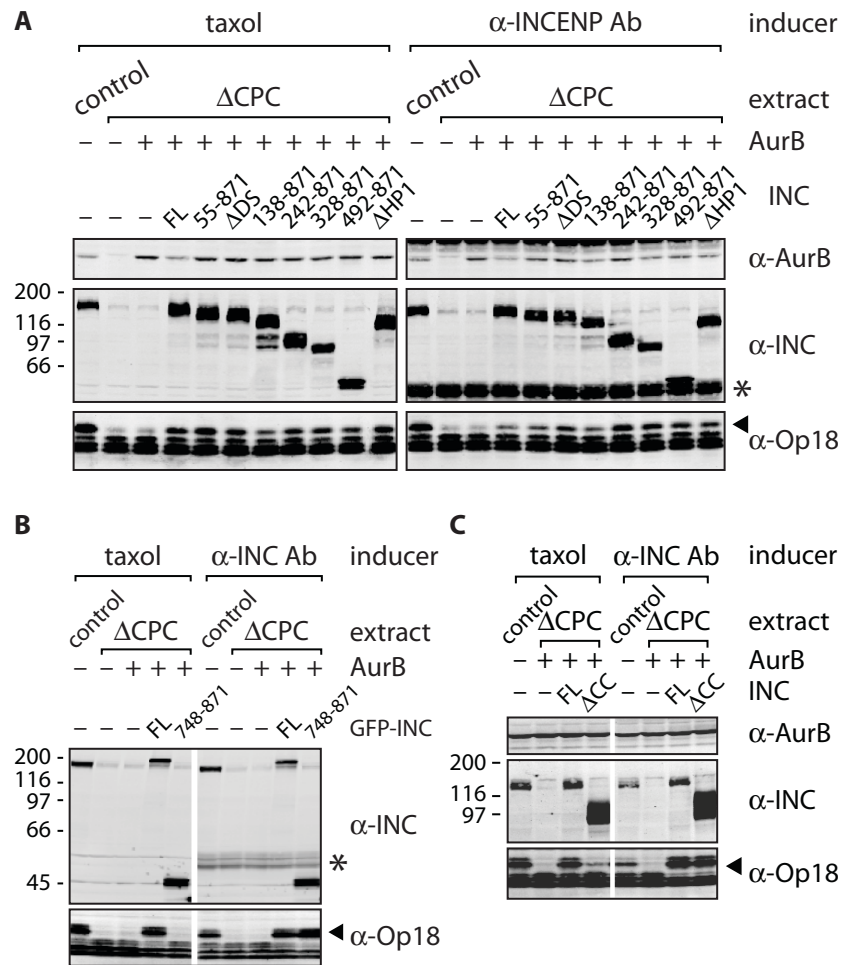 A
taxol α-INCENP Ab inducer
control ΔCPC control ΔCPC extract
– – + + + + + + + + + – – + + + + + + + + + AurB
– – – FL 55-871 ΔDS 138-871 242-871 328-871 492-871 ΔHP1 – – – FL 55-871 ΔDS 138-871 242-871 328-871 492-871 ΔHP1 INC
α-AurB
200 -
116 -
97 -
66 -
α-INC
*
α-Op18
B
taxol α-INC Ab inducer
control ΔCPC control ΔCPC extract
– – + + + – – + + + AurB
– – – FL 748-871 – – – FL 748-871 GFP-INC
200 -
116 -
97 -
66 -
45 -
α-INC
*
α-Op18
C
taxol α-INC Ab inducer
control ΔCPC control ΔCPC extract
– + + + – + + + AurB
– – FL ΔCC – – FL ΔCC INC
α-AurB
200 -
116 -
97 -
α-INC
α-Op18